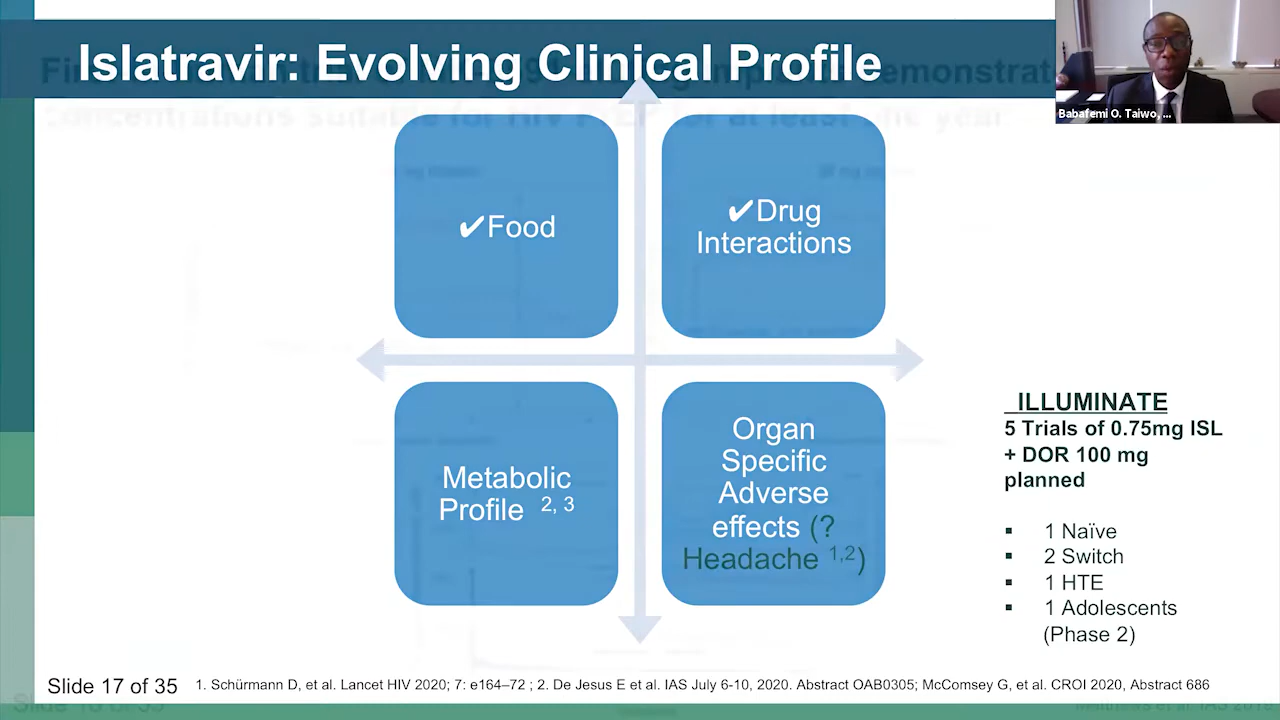 Islatravir: Evolving Clinical Profile
Babafemi O. Taiwo, ...
✔Food
✔Drug
Interactions
Metabolic
Profile 2, 3
Organ
Specific
Adverse
effects (?
Headache 1,2)
ILLUMINATE
5 Trials of 0.75mg ISL
+ DOR 100 mg
planned
▪ 1 Naïve
▪ 2 Switch
▪ 1 HTE
▪ 1 Adolescents
(Phase 2)
Slide 17 of 35
1. Schürmann D, et al. Lancet HIV 2020; 7: e164–72 ; 2. De Jesus E et al. IAS July 6-10, 2020. Abstract OAB0305; McComsey G, et al. CROI 2020, Abstract 686